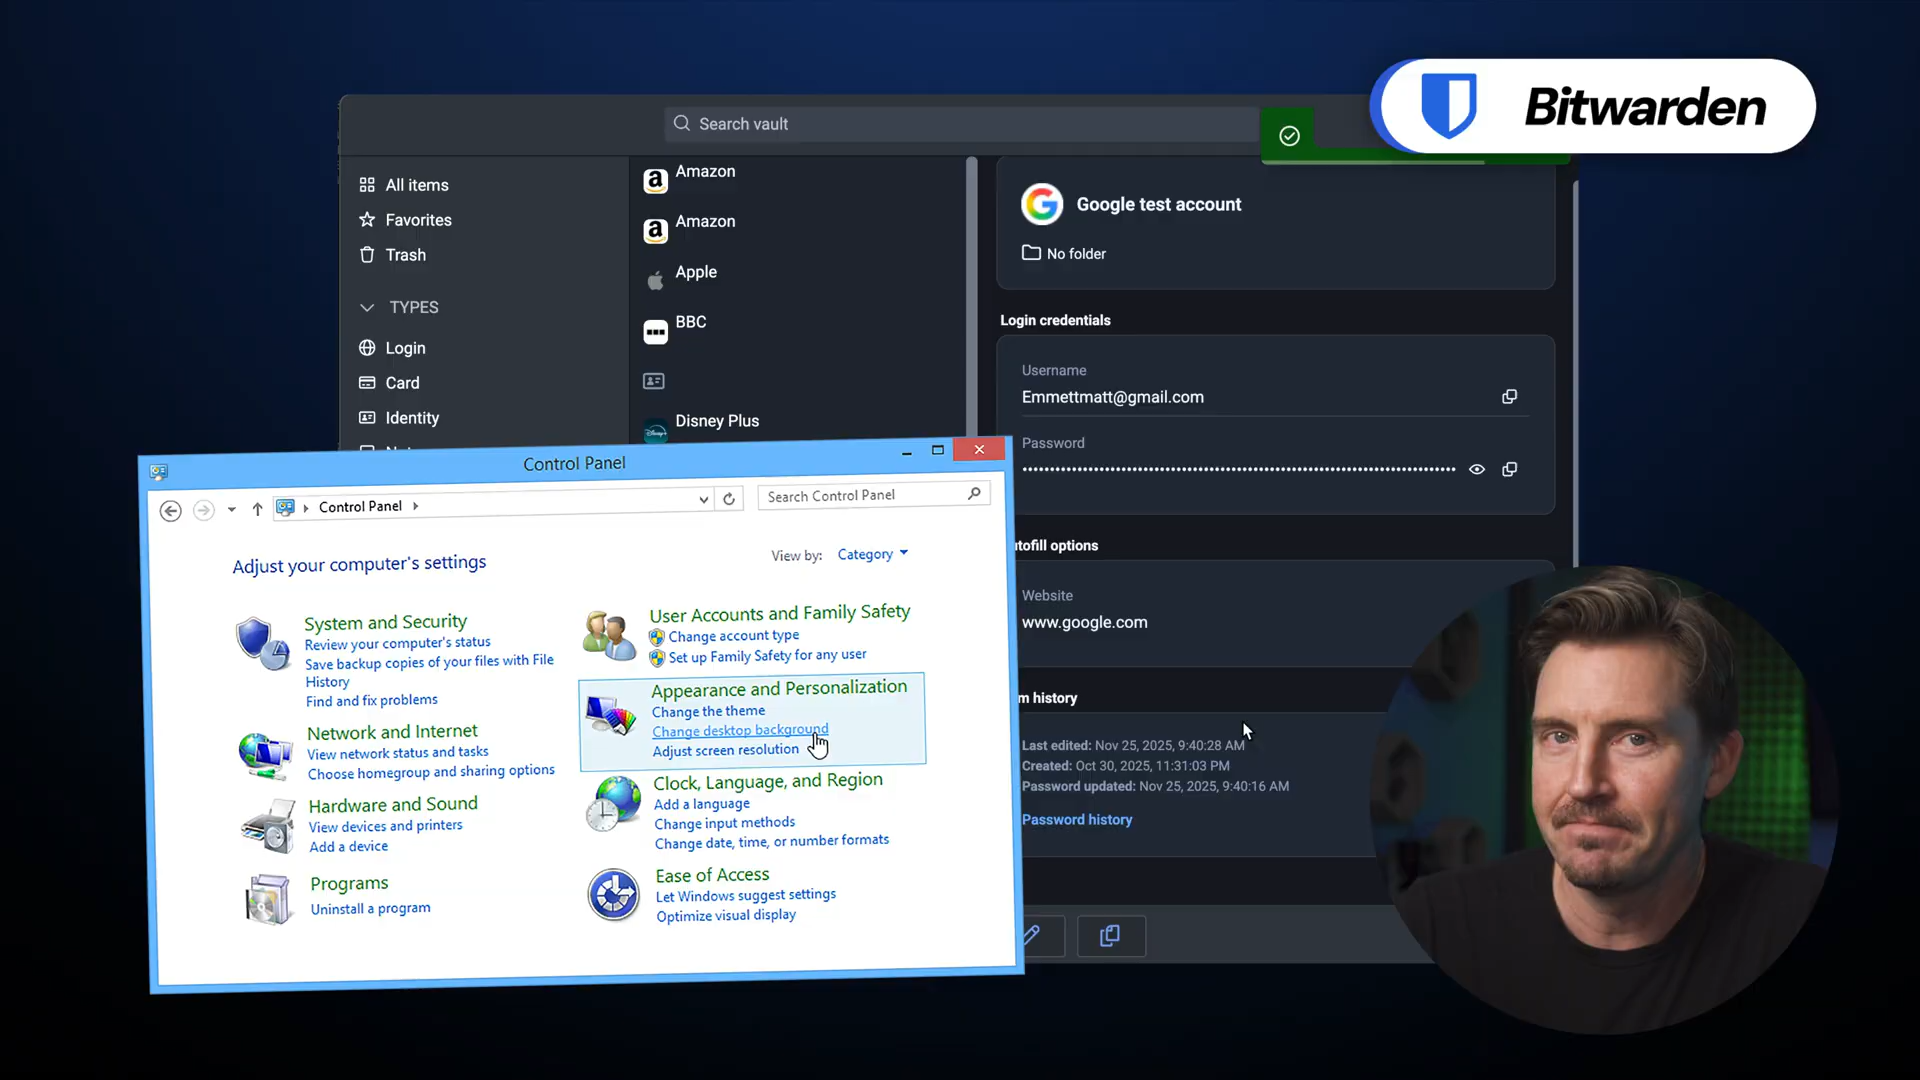 Bitwarden
Search vault
All items
Favorites
Trash
TYPES
Login
Card
Identity
Amazon
Amazon
Apple
BBC
Disney Plus
Google test account
No folder
Login credentials
Username
Emmettmatt@gmail.com
Password
tofill options
Website
www.google.com
m history
Last edited: Nov 25, 2025, 9:40:28 AM
Created: Oct 30, 2025, 11:31:03 PM
Password updated: Nov 25, 2025, 9:40:16 AM
Password history
Control Panel
Control Panel
Search Control Panel
Adjust your computer's settings
View by: Category
System and Security
Review your computer's status
Save backup copies of your files with File
History
Find and fix problems
Network and Internet
View network status and tasks
Choose homegroup and sharing options
Hardware and Sound
View devices and printers
Add a device
Programs
Uninstall a program
User Accounts and Family Safety
Change account type
Set up Family Safety for any user
Appearance and Personalization
Change the theme
Change desktop background
Adjust screen resolution
Clock, Language, and Region
Add a language
Change input methods
Change date, time, or number formats
Ease of Access
Let Windows suggest settings
Optimize visual display